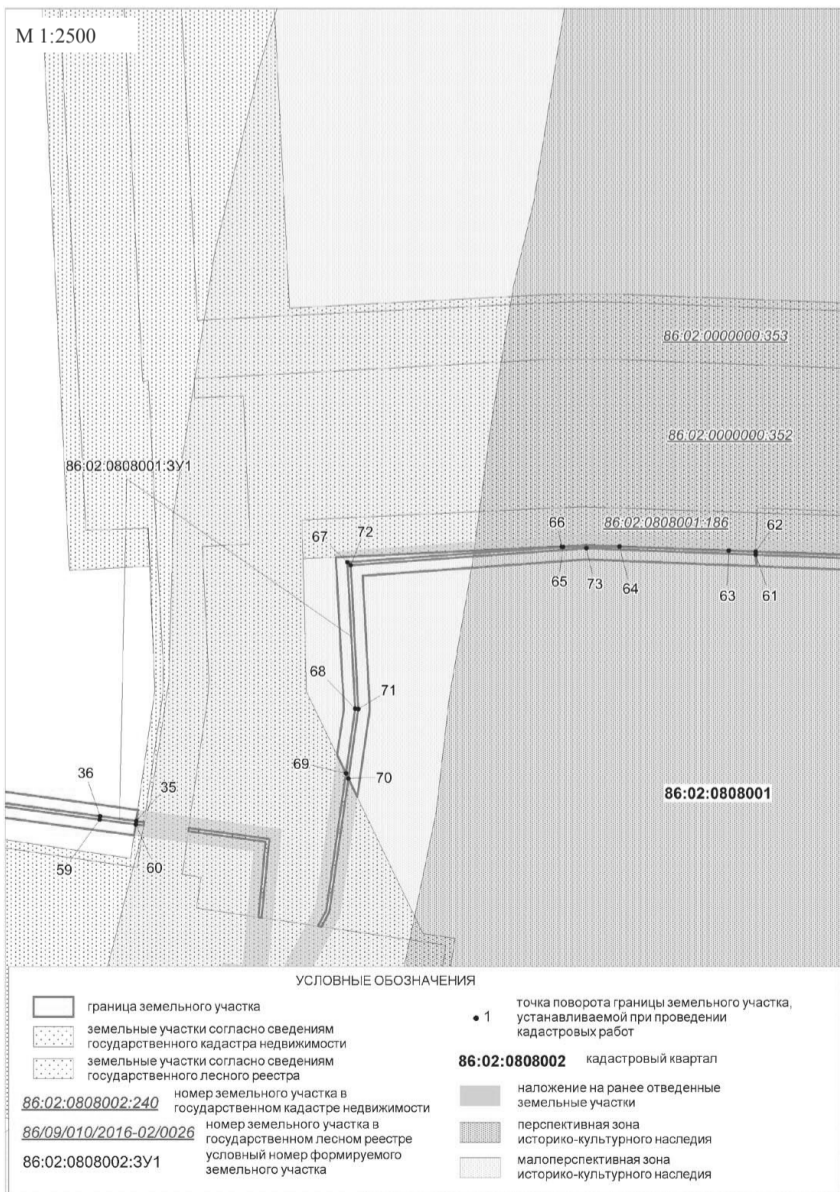 М 1:2500
86:02:0000000:353
86:02:0000000:352
86:02:0808001:ЗУ1
86:02:0808001:186
66
62
67
72
65
73
64
63
61
68
71
69
70
36
35
59
60
86:02:0808001
УСЛОВНЫЕ ОБОЗНАЧЕНИЯ
граница земельного участка
земельные участки согласно сведениям
государственного кадастра недвижимости
земельные участки согласно сведениям
государственного лесного реестра
86:02:0808002:240 номер земельного участка в
государственном кадастре недвижимости
86/09/010/2016-02/0026 номер земельного участка в
государственном лесном реестре
86:02:0808002:ЗУ1 условный номер формируемого
земельного участка
1 точка поворота границы земельного участка,
устанавливаемой при проведении
кадастровых работ
86:02:0808002 кадастровый квартал
наложение на ранее отведенные
земельные участки
перспективная зона
историко-культурного наследия
малоперспективная зона
историко-культурного наследия